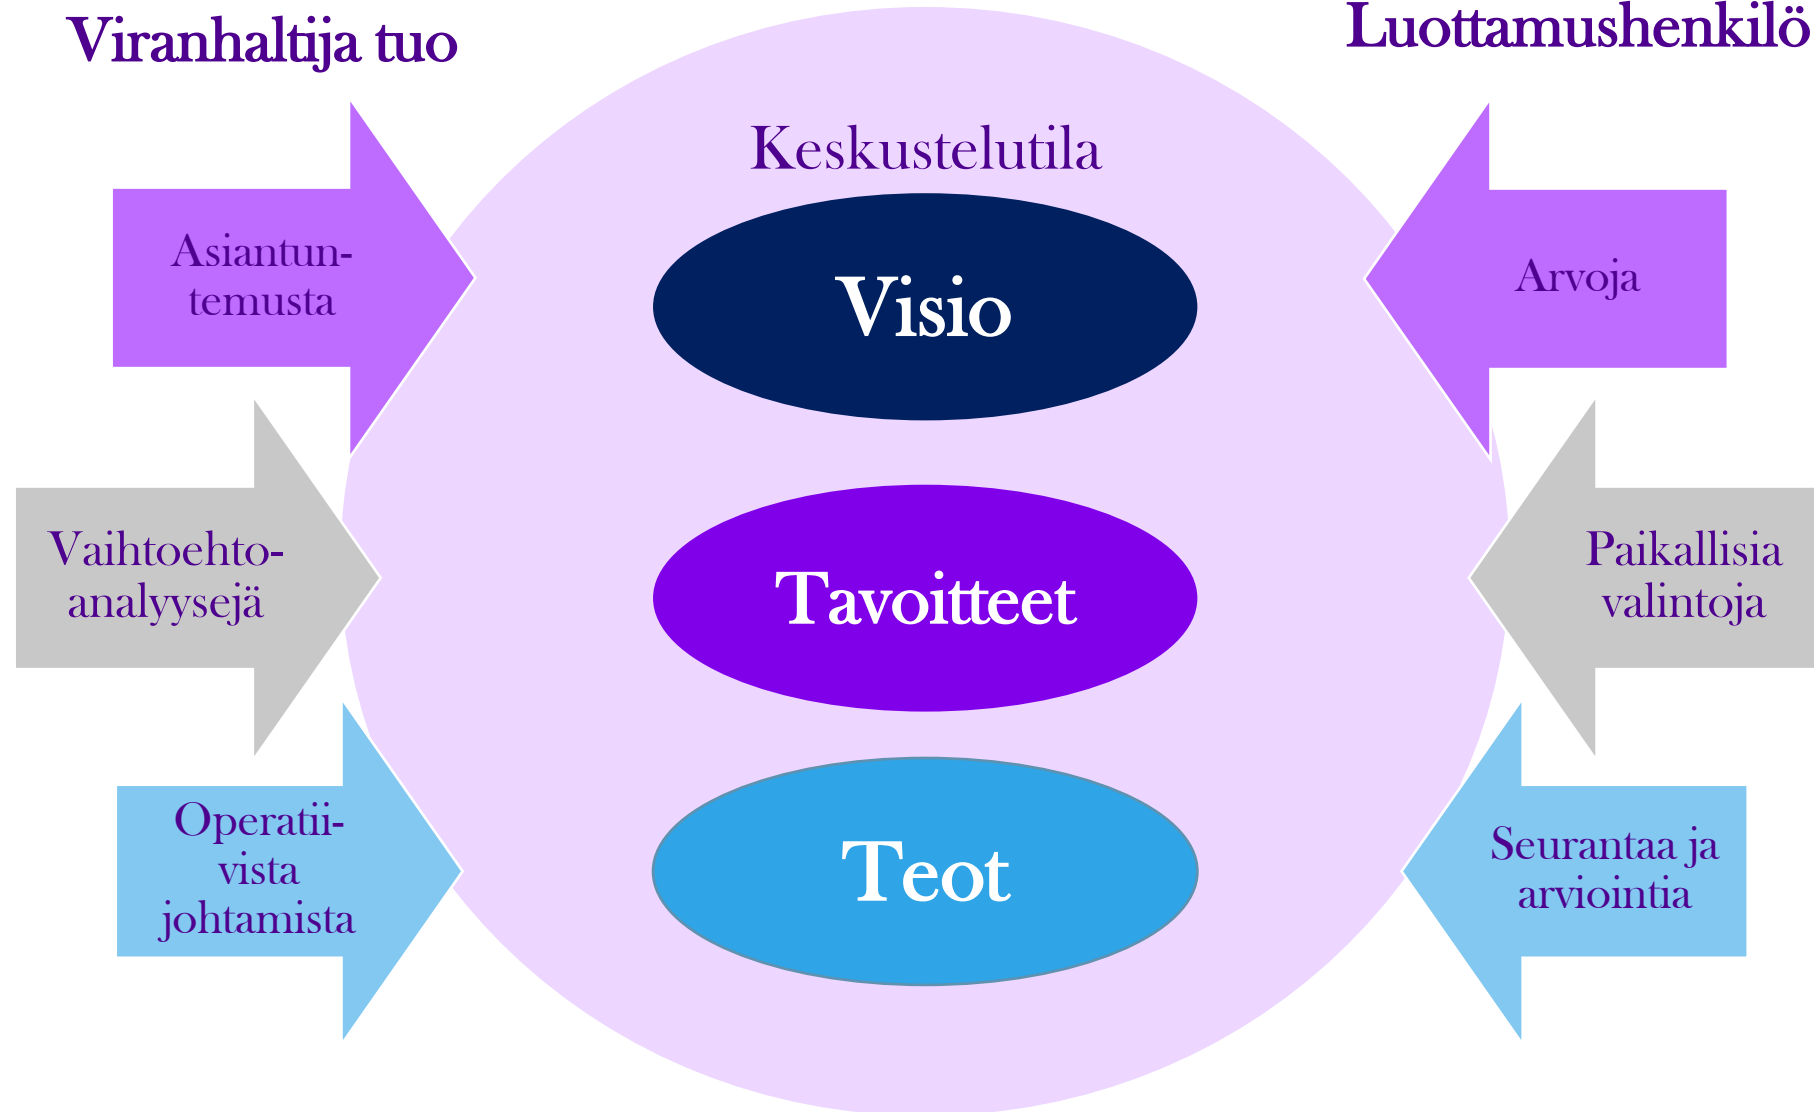 Viranhaltija tuo
Luottamushenkilö
Keskustelutila
Asiantun-
temusta
Visio
Arvoja
Vaihtoehto-
analyysejä
Tavoitteet
Paikallisia
valintoja
Operatii-
vista
johtamista
Teot
Seurantaa ja
arviointia